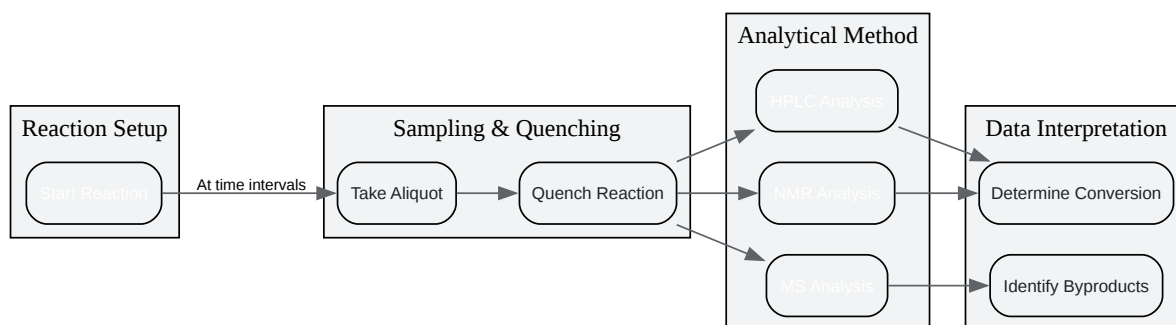 Reaction Setup
Start Reaction
At time intervals
Sampling & Quenching
Take Aliquot
Quench Reaction
Analytical Method
HPLC Analysis
NMR Analysis
MS Analysis
Data Interpretation
Determine Conversion
Identify Byproducts